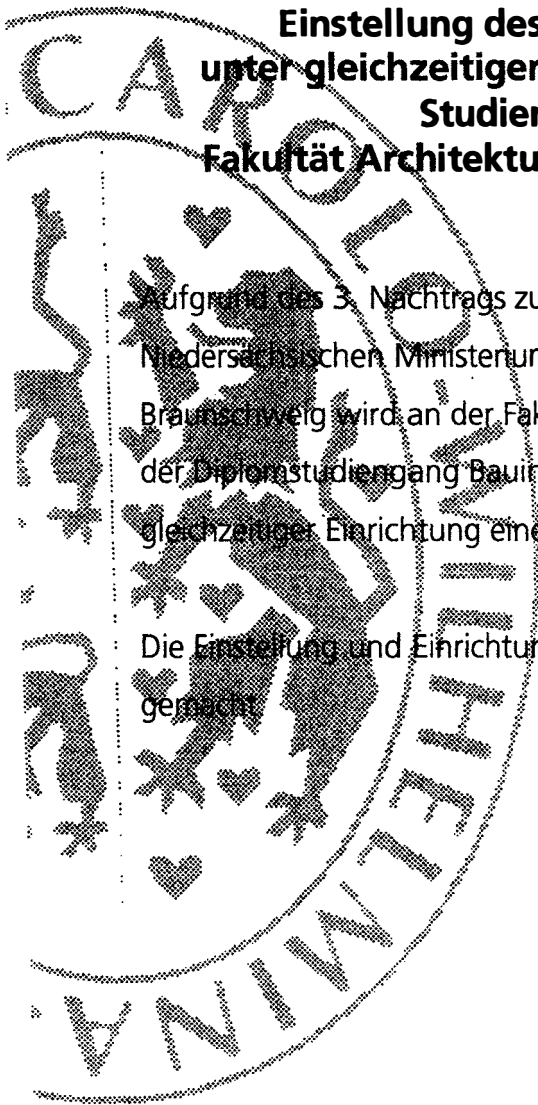 Einstellung des
unter gleichzeitiger
Studien
Fakultät Architektu
Aufgrund des 3. Nachtrags zu
Niedersächsischen Ministerium
Braunschweig wird an der Fak
der Diplomstudiengang Bauin
gleichzeitiger Einrichtung eine
Die Einstellung und Einrichtun
gemacht.
CAROLO-WILHELMINA